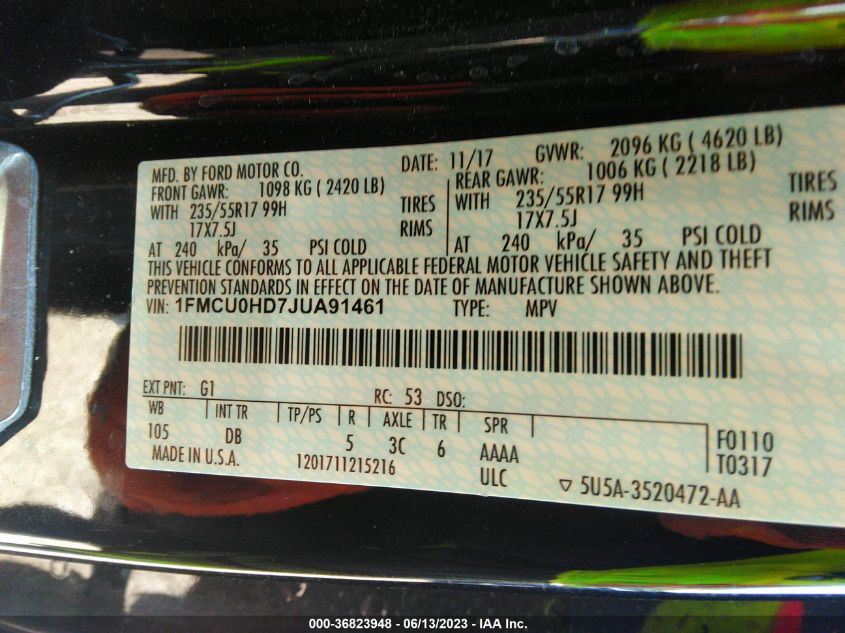 MFD. BY FORD MOTOR CO. DATE: 11/17 GVWR: 2096 KG ( 4620 LB)
FRONT GAWR: 1098 KG ( 2420 LB) REAR GAWR: 1006 KG ( 2218 LB)
WITH 235/55R17 99H TIRES WITH 235/55R17 99H TIRES
17X7.5J RIMS 17X7.5J RIMS
AT 240 kPa/ 35 PSI COLD AT 240 kPa/ 35 PSI COLD
THIS VEHICLE CONFORMS TO ALL APPLICABLE FEDERAL MOTOR VEHICLE SAFETY AND THEFT
PREVENTION STANDARDS IN EFFECT ON THE DATE OF MANUFACTURE SHOWN ABOVE.
VIN: 1FMCU0HD7JUA91461 TYPE: MPV
EXT PNT: G1 RC: 53 DSO:
WB INT TR TP/PS R AXLE TR SPR F0110
105 DB 5 3C 6 AAAA T0317
MADE IN U.S.A. 1201711215216 ULC ▽ 5U5A-3520472-AA
000-36823948 - 06/13/2023 - IAA Inc.